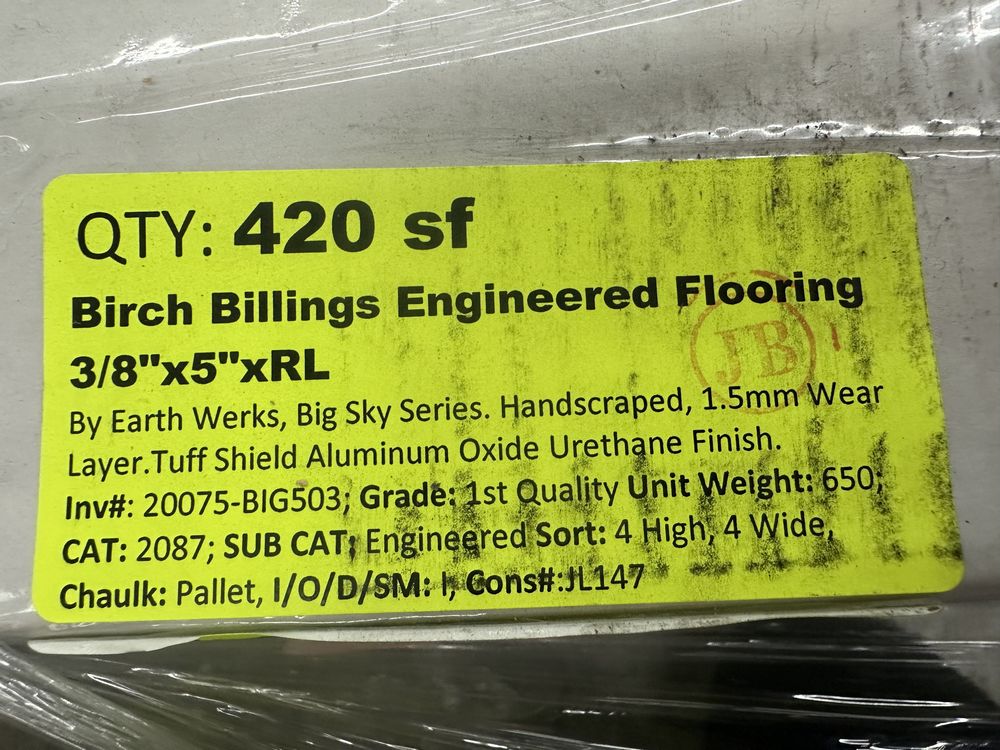 QTY: 420 sf
Birch Billings Engineered Flooring
3/8"x5"xRL
JB
By Earth Werks, Big Sky Series. Handscraped, 1.5mm Wear
Layer.Tuff Shield Aluminum Oxide Urethane Finish.
Inv#: 20075-BIG503; Grade: 1st Quality Unit Weight: 650;
CAT: 2087; SUB CAT: Engineered Sort: 4 High, 4 Wide,
Chaulk: Pallet, I/O/D/SM: I, Cons#:JL147